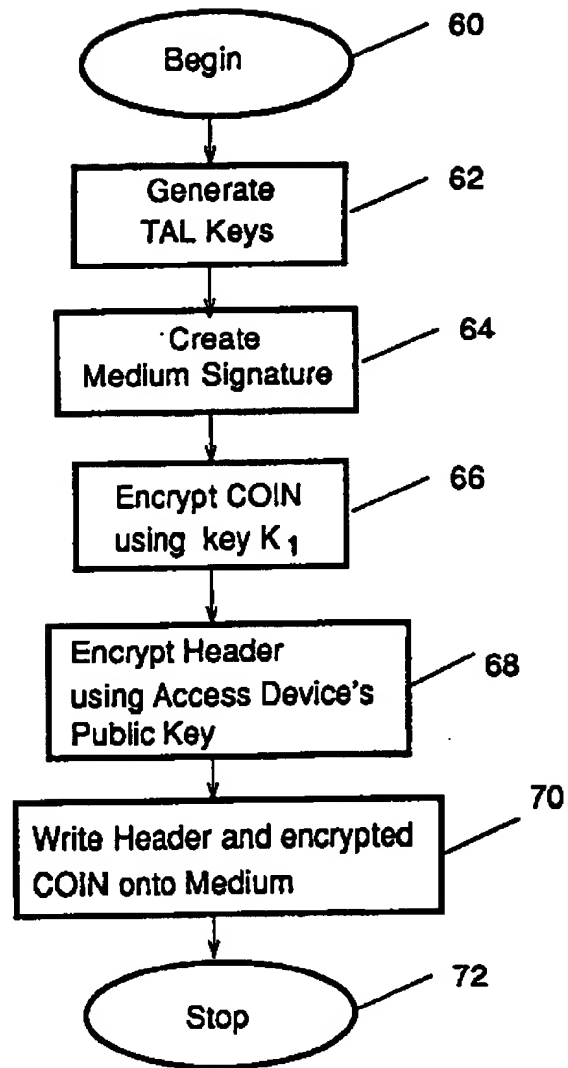 Begin
60
Generate
TAL Keys
62
Create
Medium Signature
64
Encrypt COIN
using key K1
66
Encrypt Header
using Access Device's
Public Key
68
Write Header and encrypted
COIN onto Medium
70
Stop
72